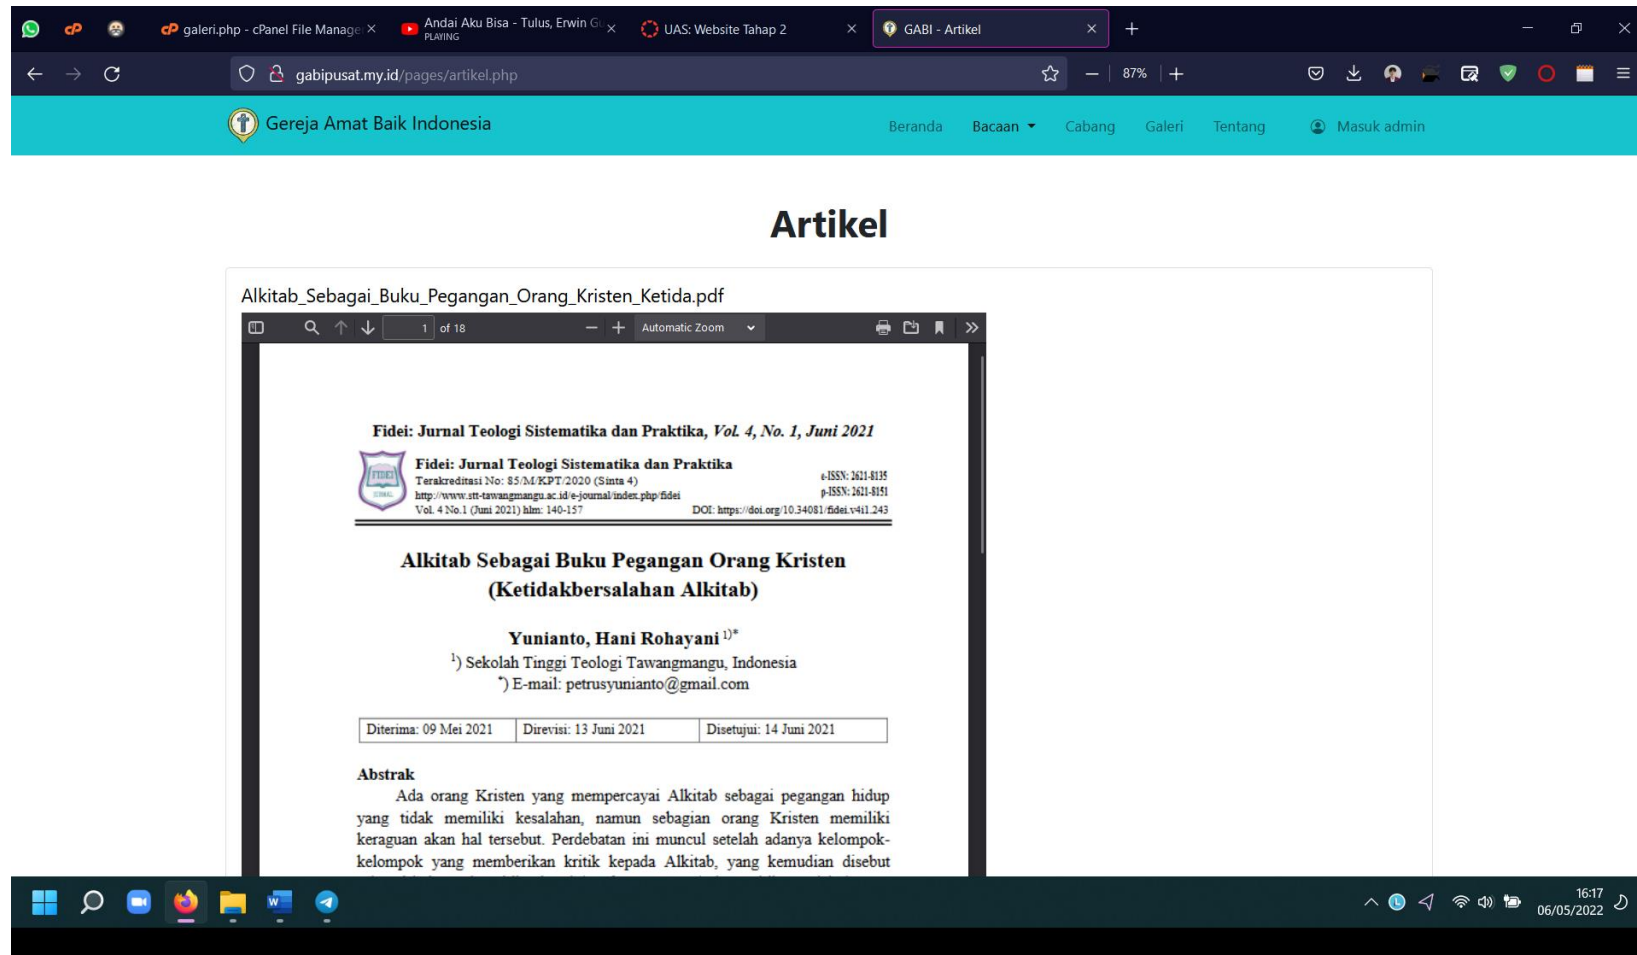 galeri.php - cPanel File Manage
Andai Aku Bisa - Tulus, Erwin G
PLAYING
UAS: Website Tahap 2
GABI - Artikel
gabipusat.my.id/pages/artikel.php
87%
Gereja Amat Baik Indonesia
Beranda Bacaan Cabang Galeri Tentang Masuk admin
Artikel
Alkitab_Sebagai_Buku_Pegangan_Orang_Kristen_Ketida.pdf
1 of 18
Automatic Zoom
Fidei: Jurnal Teologi Sistematika dan Praktika, Vol. 4, No. 1, Juni 2021
FIDEI
Fidei: Jurnal Teologi Sistematika dan Praktika
Terakreditasi No: 85/M/KPT/2020 (Sinta 4)
http://www.stt-tawangmangu.ac.id/e-journal/index.php/fidei
Vol. 4 No.1 (Juni 2021) hlm: 140-157
e-ISSN: 2621-8135
p-ISSN: 2621-8151
DOI: https://doi.org/10.34081/fidei.v4i1.243
Alkitab Sebagai Buku Pegangan Orang Kristen
(Ketidakbersalahan Alkitab)
Yunianto, Hani Rohayani 1)*
1) Sekolah Tinggi Teologi Tawangmangu, Indonesia
*) E-mail: petrusyunianto@gmail.com
Diterima: 09 Mei 2021 Direvisi: 13 Juni 2021 Disetujui: 14 Juni 2021
Abstrak
Ada orang Kristen yang mempercayai Alkitab sebagai pegangan hidup
yang tidak memiliki kesalahan, namun sebagian orang Kristen memiliki
keraguan akan hal tersebut. Perdebatan ini muncul setelah adanya kelompok-
kelompok yang memberikan kritik kepada Alkitab, yang kemudian disebut
16:17
06/05/2022